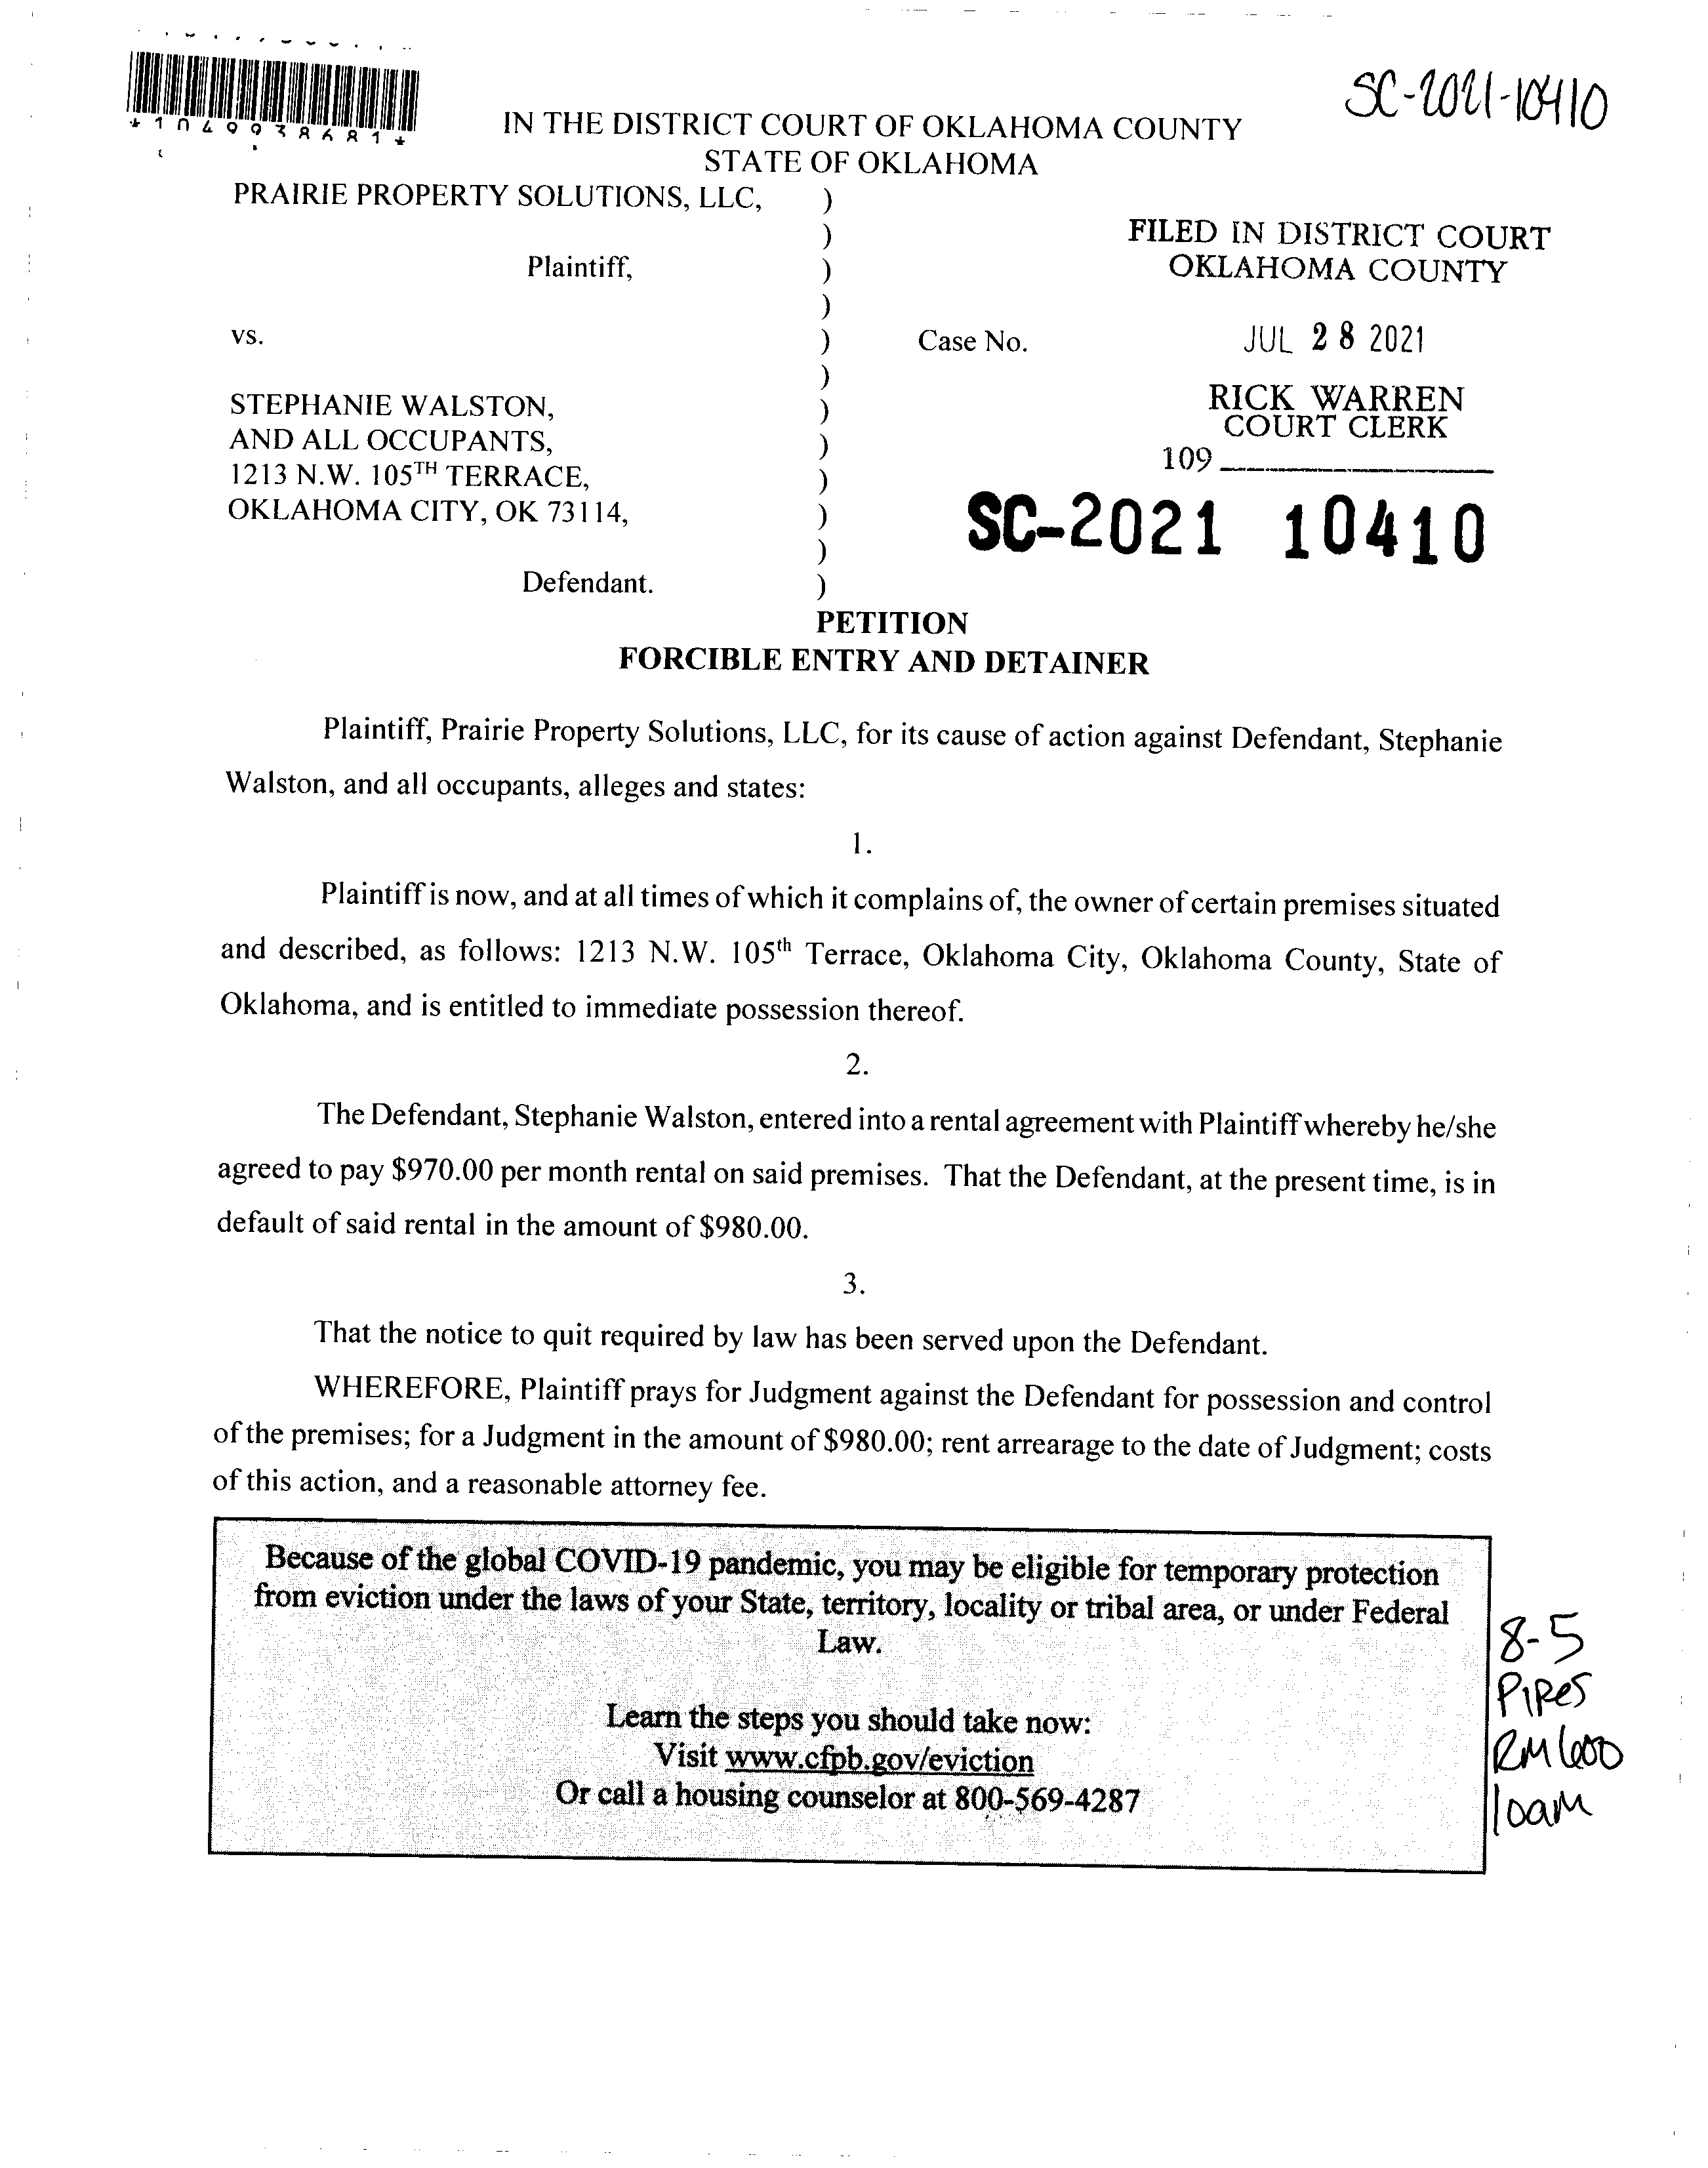 SC-2021-10410
*1049938681*
IN THE DISTRICT COURT OF OKLAHOMA COUNTY
STATE OF OKLAHOMA
PRAIRIE PROPERTY SOLUTIONS, LLC, )
)
Plaintiff, )
)
vs. )
)
STEPHANIE WALSTON, )
AND ALL OCCUPANTS, )
1213 N.W. 105TH TERRACE, )
OKLAHOMA CITY, OK 73114, )
)
Defendant. )
FILED IN DISTRICT COURT
OKLAHOMA COUNTY
Case No.
JUL 28 2021
RICK WARREN
COURT CLERK
109
SC-2021 10410
PETITION
FORCIBLE ENTRY AND DETAINER
Plaintiff, Prairie Property Solutions, LLC, for its cause of action against Defendant, Stephanie
Walston, and all occupants, alleges and states:
1.
Plaintiff is now, and at all times of which it complains of, the owner of certain premises situated
and described, as follows: 1213 N.W. 105th Terrace, Oklahoma City, Oklahoma County, State of
Oklahoma, and is entitled to immediate possession thereof.
2.
The Defendant, Stephanie Walston, entered into a rental agreement with Plaintiff whereby he/she
agreed to pay $970.00 per month rental on said premises. That the Defendant, at the present time, is in
default of said rental in the amount of $980.00.
3.
That the notice to quit required by law has been served upon the Defendant.
WHEREFORE, Plaintiff prays for Judgment against the Defendant for possession and control
of the premises; for a Judgment in the amount of $980.00; rent arrearage to the date of Judgment; costs
of this action, and a reasonable attorney fee.
Because of the global COVID-19 pandemic, you may be eligible for temporary protection
from eviction under the laws of your State, territory, locality or tribal area, or under Federal
Law.
Learn the steps you should take now:
Visit www.cfpb.gov/eviction
Or call a housing counselor at 800-569-4287
8-5
PIRES
RM 600
10am